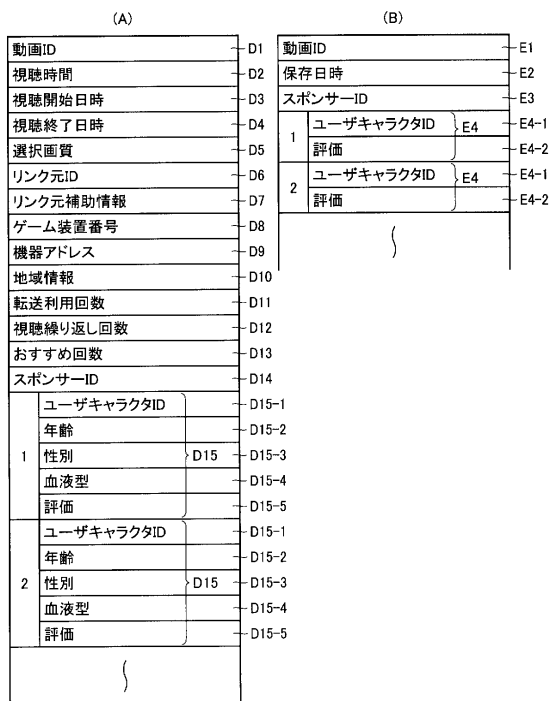 (A)
動画ID D1
視聴時間 D2
視聴開始日時 D3
視聴終了日時 D4
選択画質 D5
リンク元ID D6
リンク元補助情報 D7
ゲーム装置番号 D8
機器アドレス D9
地域情報 D10
転送利用回数 D11
視聴繰り返し回数 D12
おすすめ回数 D13
スポンサーID D14
ユーザキャラクタID D15-1
年齢 D15-2
1 性別 D15 D15-3
血液型 D15-4
評価 D15-5
ユーザキャラクタID D15-1
年齢 D15-2
2 性別 D15 D15-3
血液型 D15-4
評価 D15-5
(B)
動画ID E1
保存日時 E2
スポンサーID E3
1 ユーザキャラクタID E4 E4-1
評価 E4-2
2 ユーザキャラクタID E4 E4-1
評価 E4-2